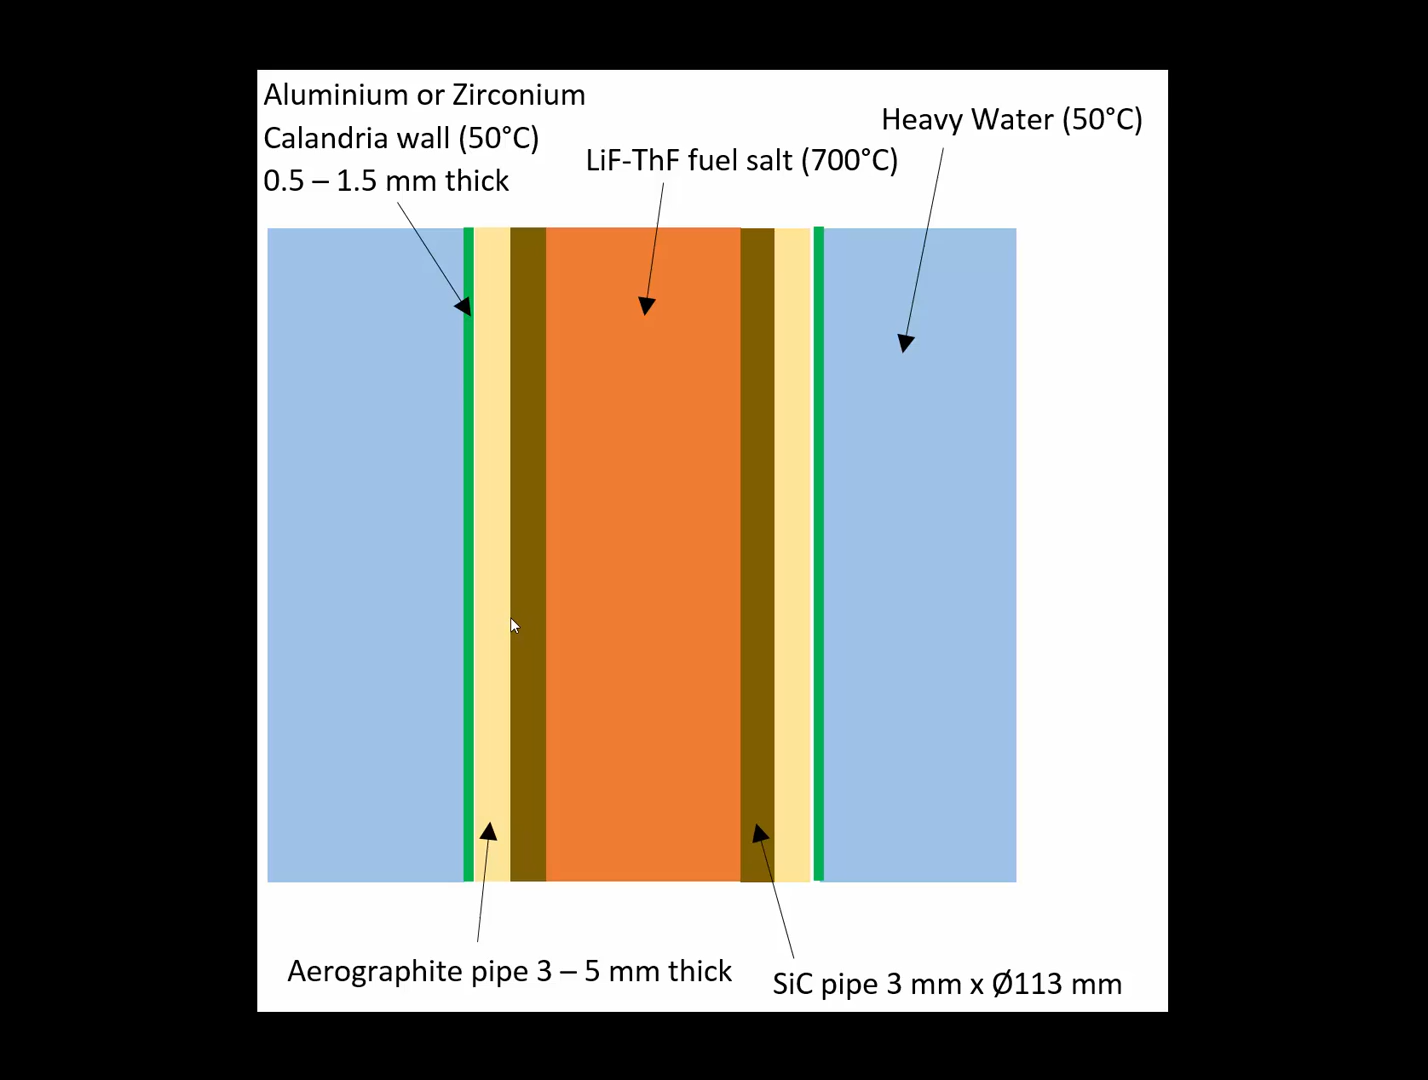 Aluminium or Zirconium
Calandria wall (50°C)
0.5 – 1.5 mm thick
Heavy Water (50°C)
LiF-ThF fuel salt (700°C)
Aerographite pipe 3 – 5 mm thick
SiC pipe 3 mm x Ø113 mm